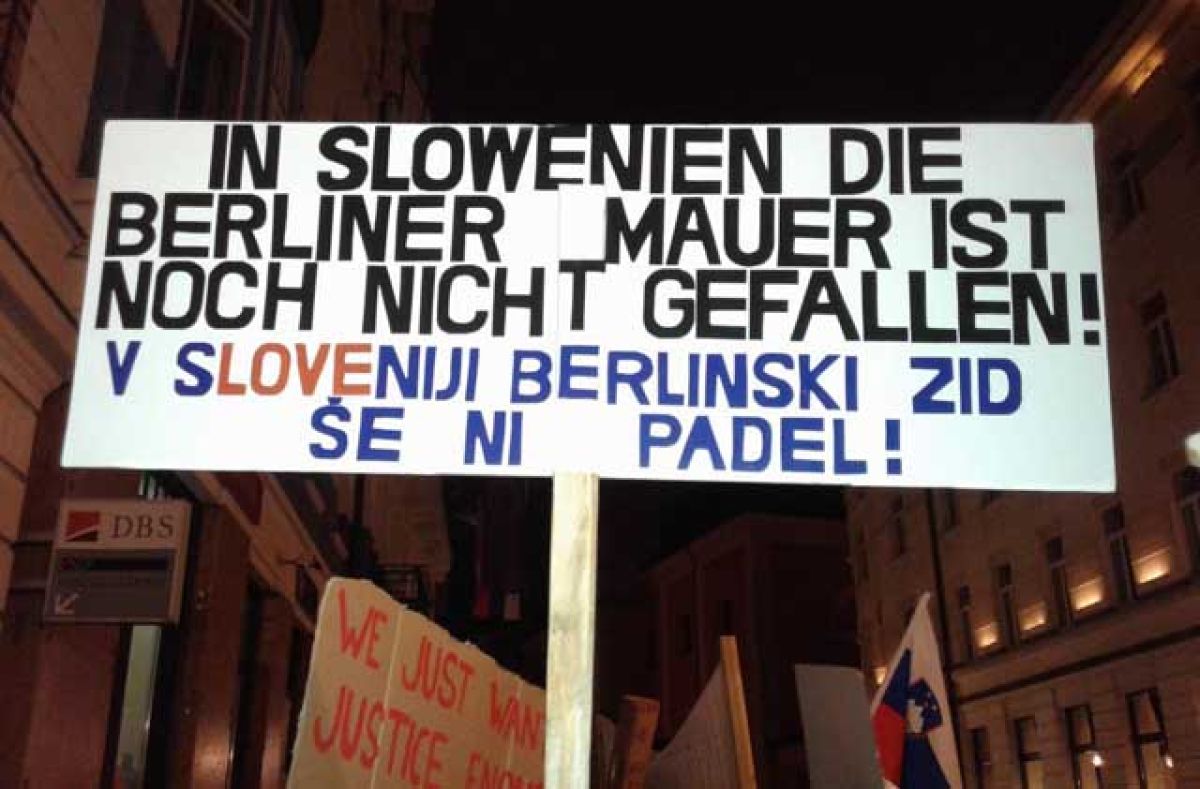 IN SLOWENIEN DIE
BERLINER MAUER IST
NOCH NICHT GEFALLEN!
V SLOVENIJI BERLINSKI ZID
ŠE NI PADEL!
DBS
WE JUST WANT
JUSTICE